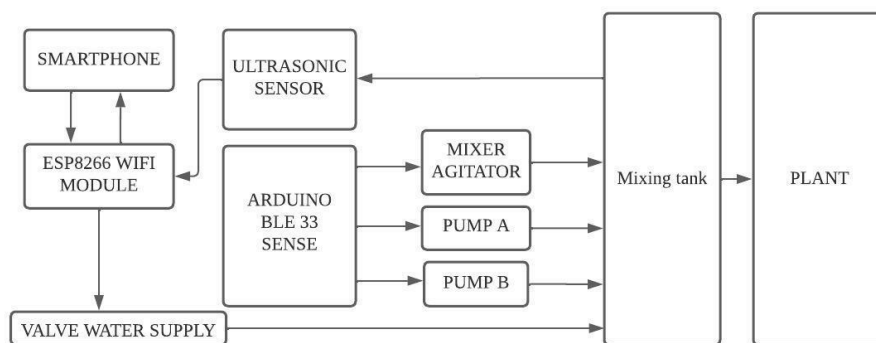 SMARTPHONE
ULTRASONIC
SENSOR
ESP8266 WIFI
MODULE
ARDUINO
BLE 33
SENSE
MIXER
AGITATOR
PUMP A
PUMP B
VALVE WATER SUPPLY
Mixing tank
PLANT